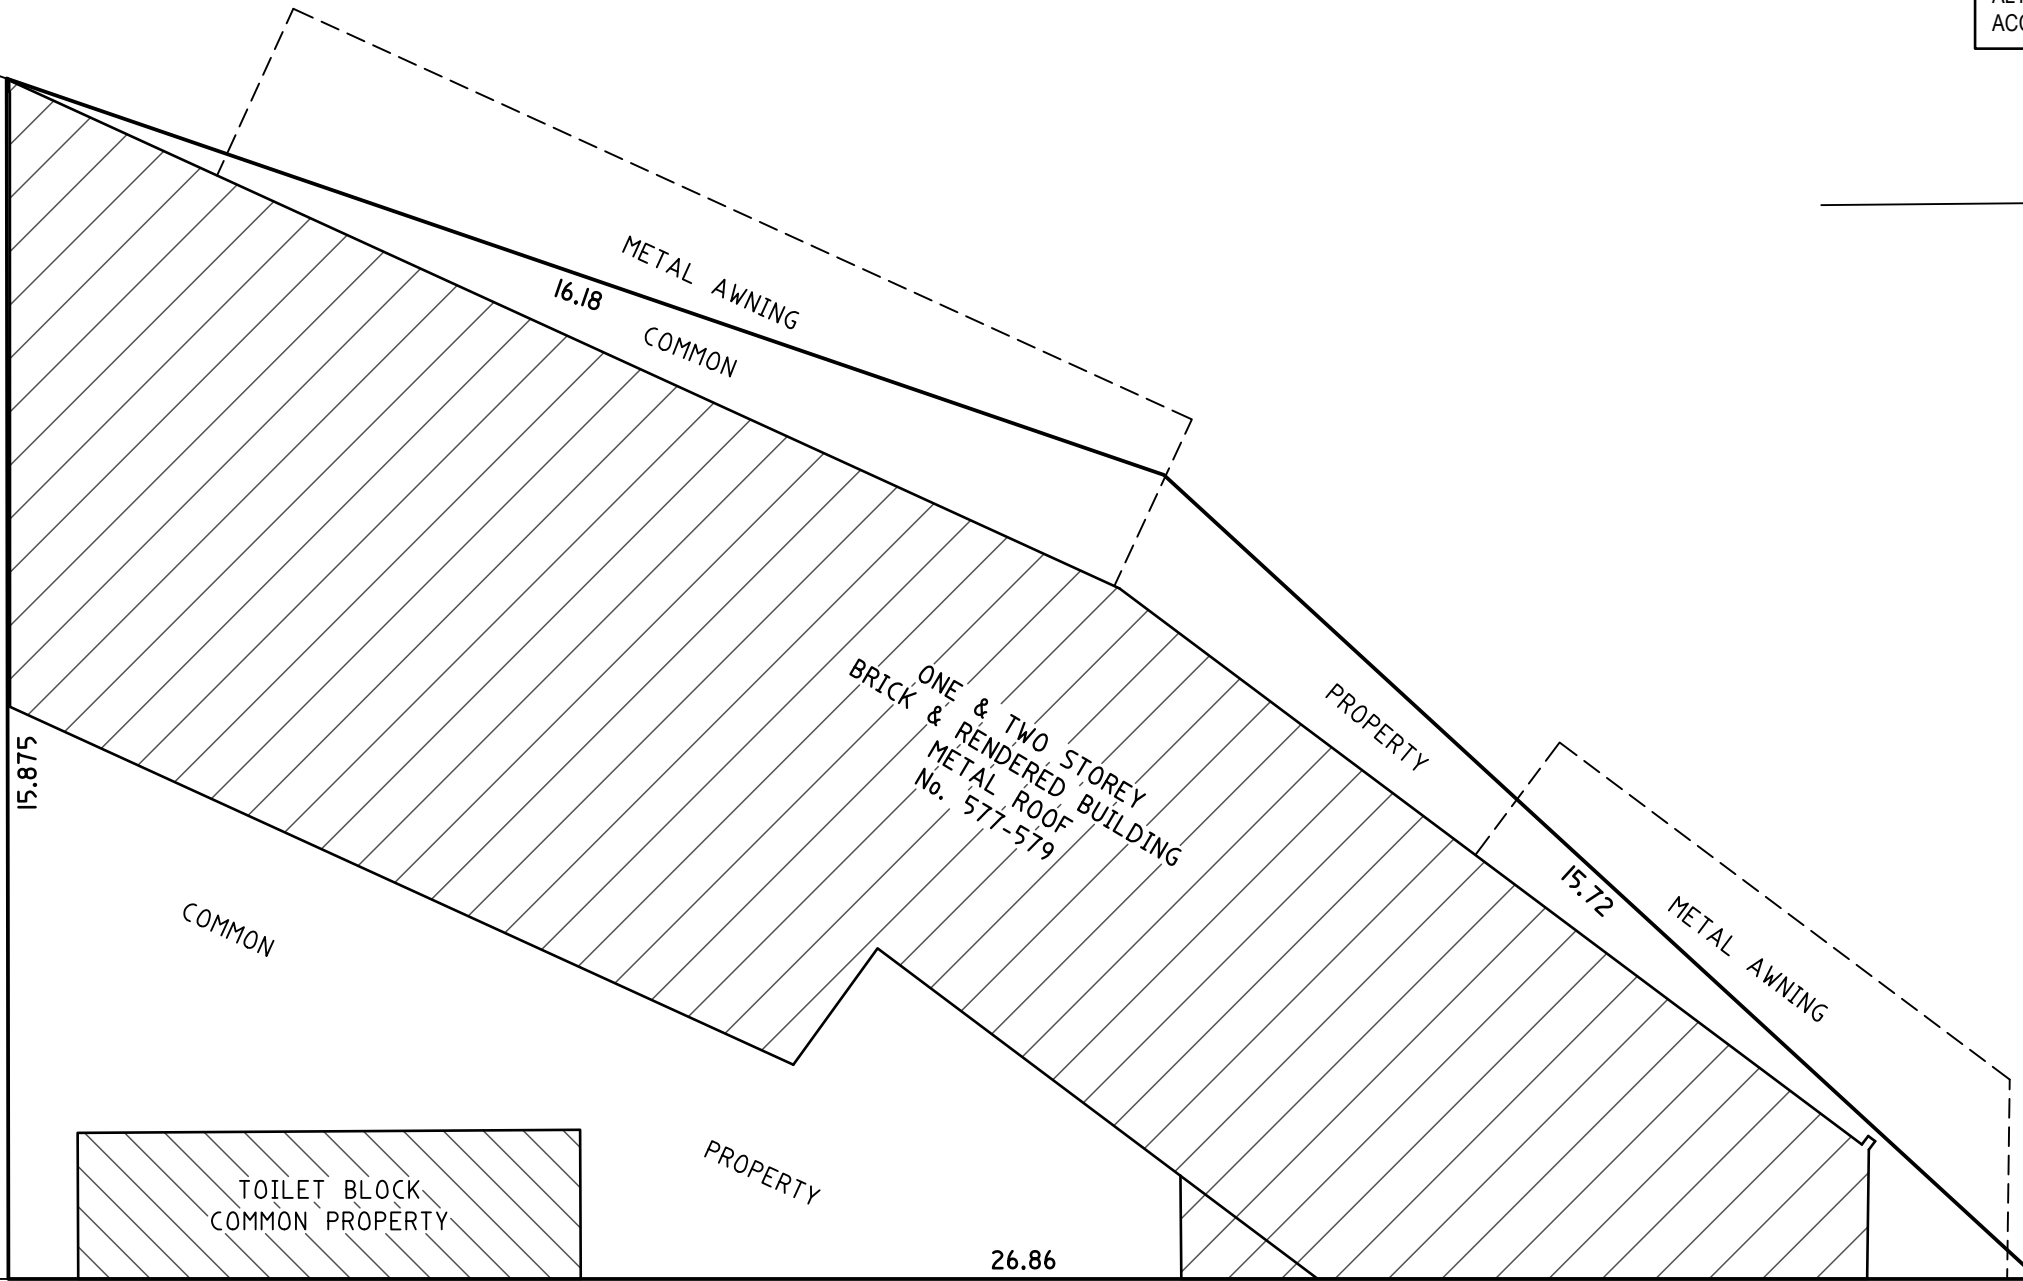 ACC
METAL AWNING
16.18
COMMON
ONE & TWO STOREY
BRICK & RENDERED BUILDING
METAL ROOF
No. 577-579
PROPERTY
15.875
15.72
METAL AWNING
COMMON
PROPERTY
TOILET BLOCK
COMMON PROPERTY
26.86